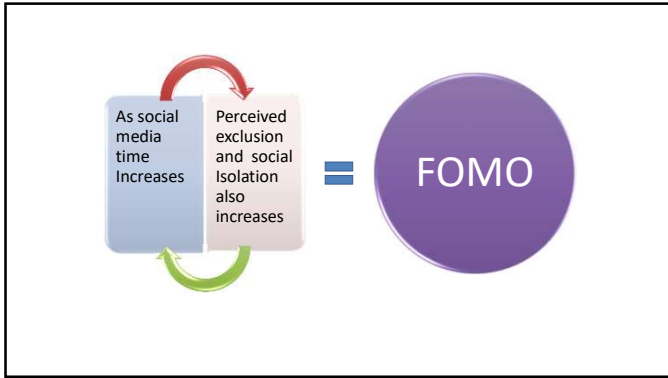 As social
media
time
Increases
Perceived
exclusion
and social
Isolation
also
increases
=
FOMO